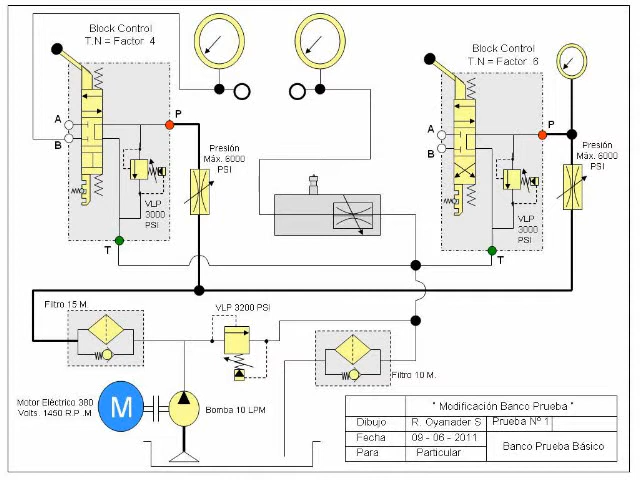 Block Control
T.N = Factor 4
Block Control
T.N = Factor 6
A
B
P
Presión
Máx. 6000
PSI
VLP
3000
PSI
T
A
B
P
Presión
Máx. 6000
PSI
VLP
3000
PSI
T
Filtro 15 M.
VLP 3200 PSI
Filtro 10 M.
Motor Eléctrico 380
Volts. 1450 R.P .M
M
Bomba 10 LPM
" Modificación Banco Prueba "
Dibujo R. Oyanader S Prueba Nº 1
Fecha 09 - 06 - 2011 Banco Prueba Básico
Para Particular